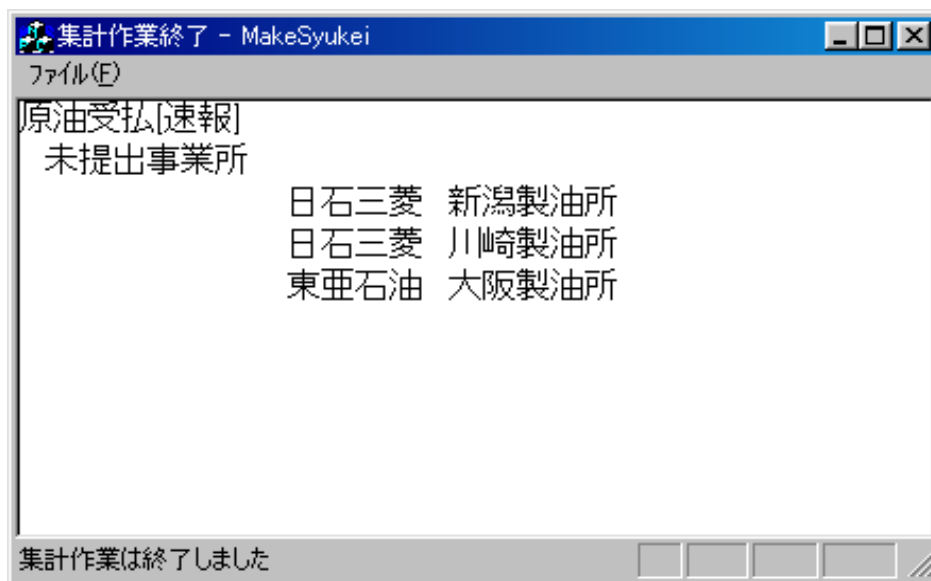 集計作業終了 - MakeSyukei
ファイル(F)
原油受払[速報]
未提出事業所
日石三菱 新潟製油所
日石三菱 川崎製油所
東亜石油 大阪製油所
集計作業は終了しました